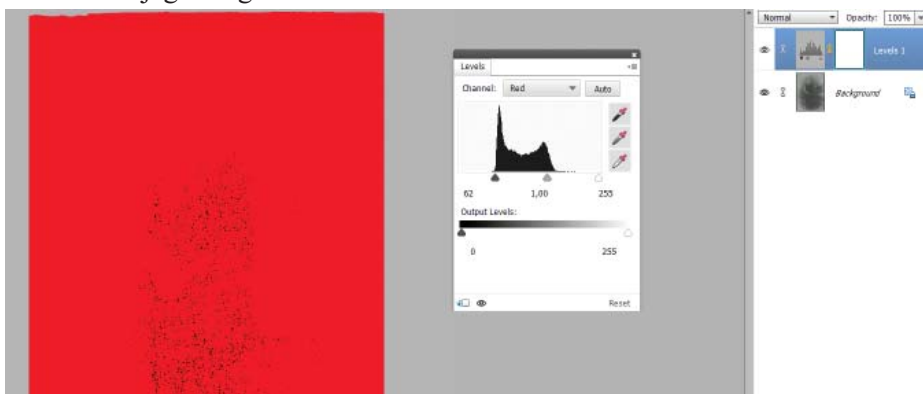 Normal Opacity: 100%
Levels
Channel: Red Auto
Levels 1
Background
62 1,00 255
Output Levels:
0 255
Reset